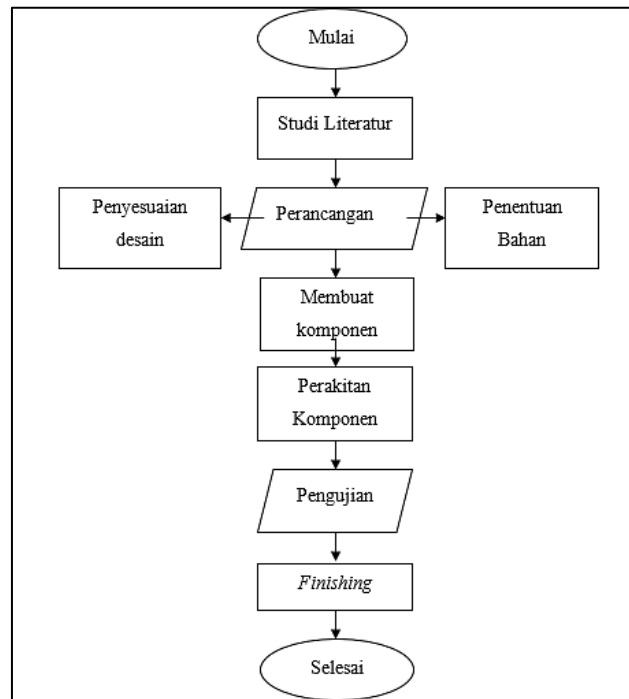 Mulai
Studi Literatur
Penyesuaian
desain
Perancangan
Penentuan
Bahan
Membuat
komponen
Perakitan
Komponen
Pengujian
Finishing
Selesai